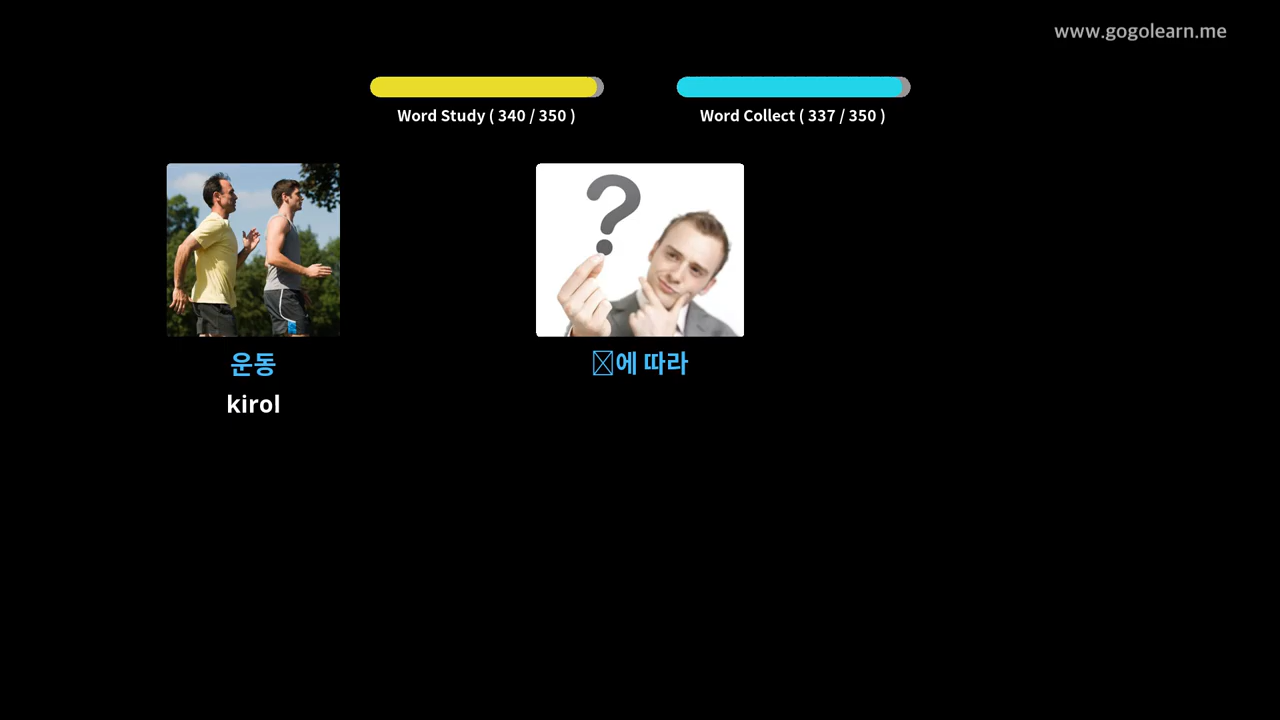 www.gogolearn.me
Word Study ( 340 / 350 )
Word Collect ( 337 / 350 )
운동
kirol
에 따라